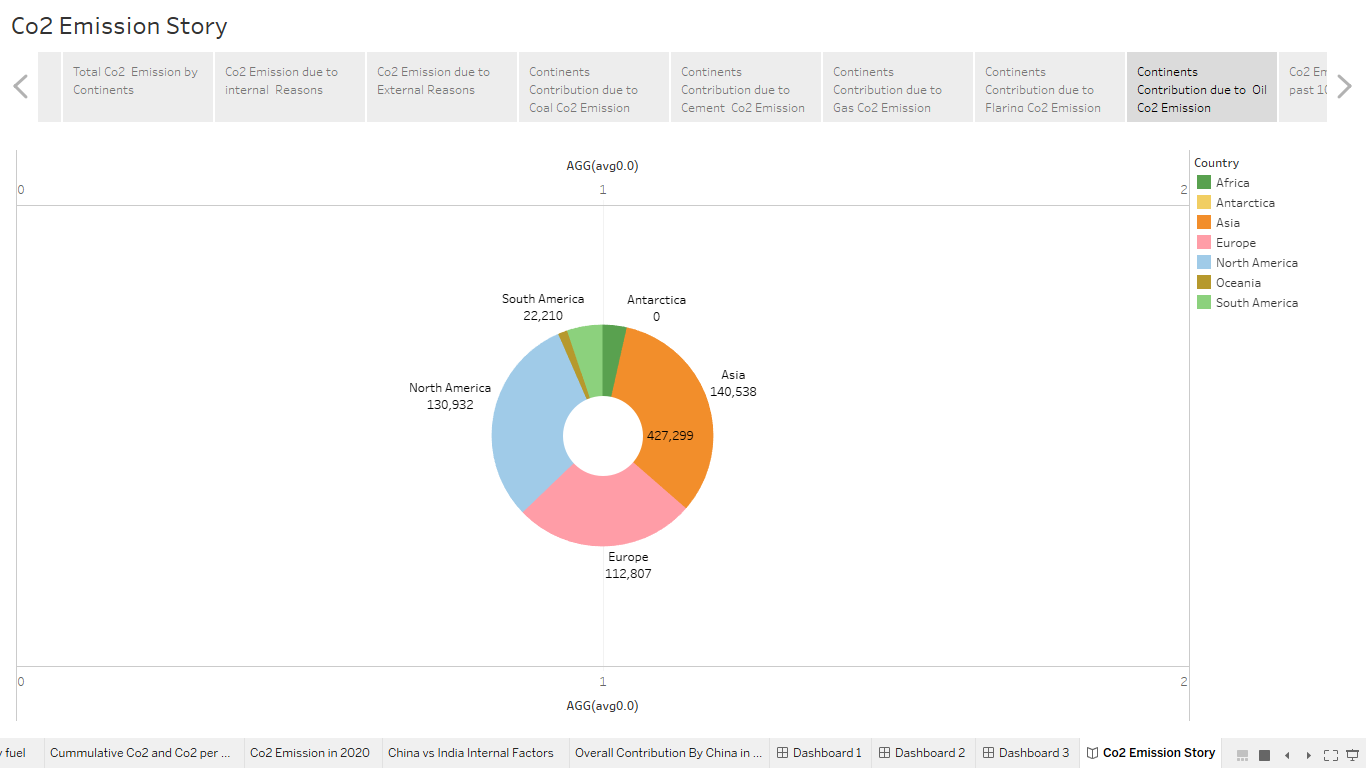 Co2 Emission Story
Total Co2  Emission by
Continents
Co2 Emission due to
internal  Reasons
Co2 Emission due to
External Reasons
Continents
Contribution due to
Coal Co2 Emission
Continents
Contribution due to
Cement  Co2 Emission
Continents
Contribution due to
Gas Co2 Emission
Continents
Contribution due to
Flaring Co2 Emission
Continents
Contribution due to  Oil
Co2 Emission
Co2
past
AGG(avg0.0)
0 1 2
Country
Africa
Antarctica
Asia
Europe
North America
Oceania
South America
South America
22,210
Antarctica
0
Asia
140,538
North America
130,932
427,299
Europe
112,807
0 1 2
AGG(avg0.0)
fuel Cummulative Co2 and Co2 per ... Co2 Emission in 2020 China vs India Internal Factors Overall Contribution By China in ... Dashboard 1 Dashboard 2 Dashboard 3 Co2 Emission Story